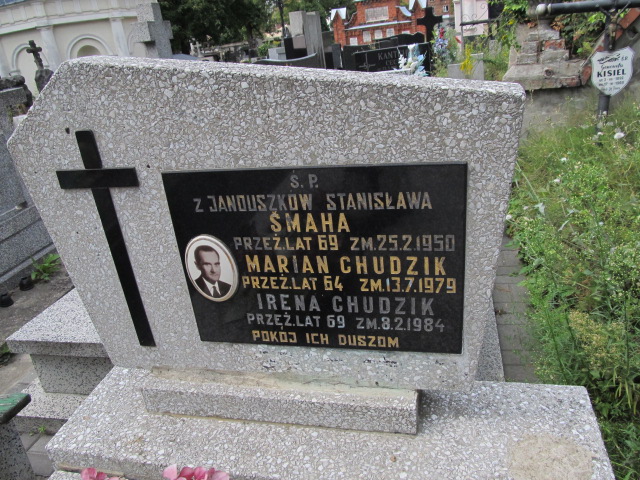 Ś. P.
Z JANOUSZKÓW STANISŁAWA
ŚMAHA
PRZEŻ.LAT 69 ZM.25.2.1950
MARIAN CHUDZIK
PRZEŻ.LAT 64 ZM.13.7.1979
IRENA CHUDZIK
PRZEŻ.LAT 69 ZM.8.2.1984
POKÓJ ICH DUSZOM
KISIEL